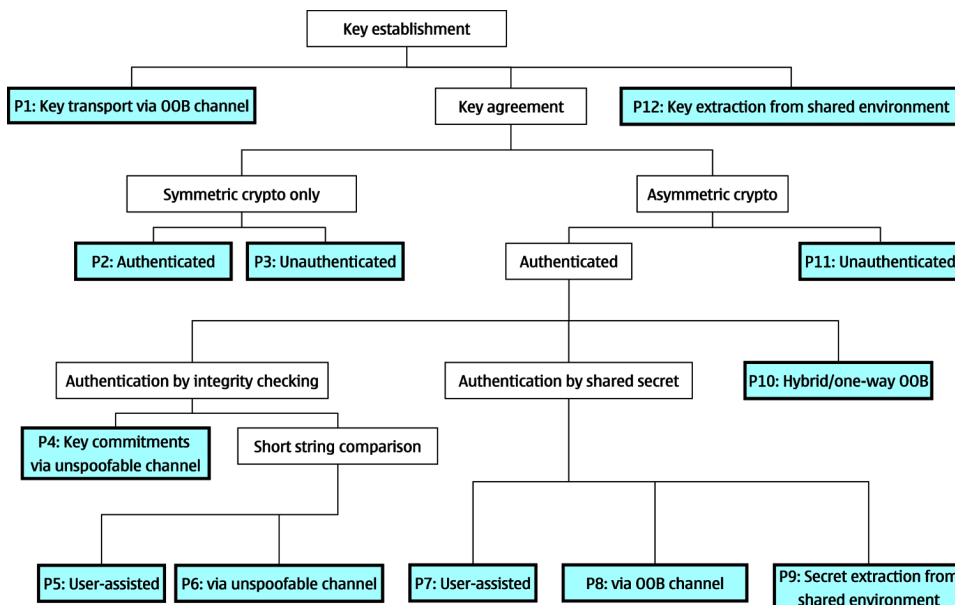 Key establishment
P1: Key transport via OOB channel
Key agreement
P12: Key extraction from shared environment
Symmetric crypto only
Asymmetric crypto
P2: Authenticated
P3: Unauthenticated
Authenticated
P11: Unauthenticated
Authentication by integrity checking
Authentication by shared secret
P10: Hybrid/one-way OOB
P4: Key commitments
via unspoofable channel
Short string comparison
P5: User-assisted
P6: via unspoofable channel
P7: User-assisted
P8: via OOB channel
P9: Secret extraction from
shared environment